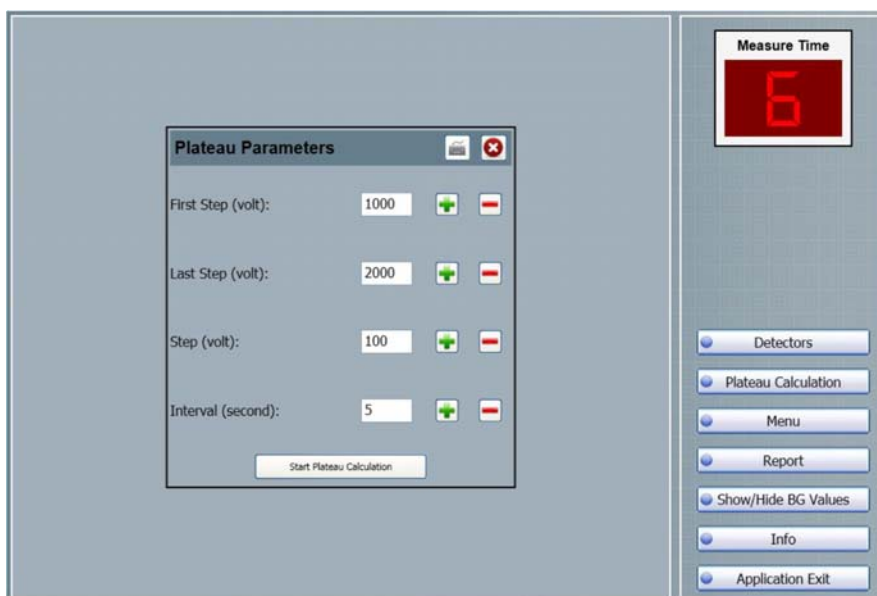 Measure Time
6
Plateau Parameters
First Step (volt): 1000
Last Step (volt): 2000
Step (volt): 100
Interval (second): 5
Start Plateau Calculation
Detectors
Plateau Calculation
Menu
Report
Show/Hide BG Values
Info
Application Exit